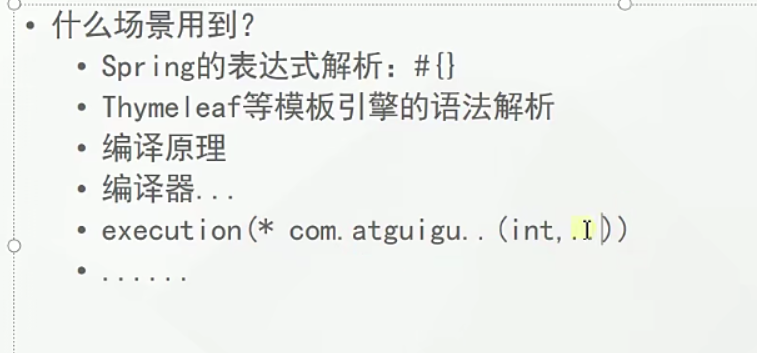 什么场景用到？
Spring的表达式解析：#{}
Thymeleaf等模板引擎的语法解析
编译原理
编译器...
execution(* com.atguigu..(int,..))
......